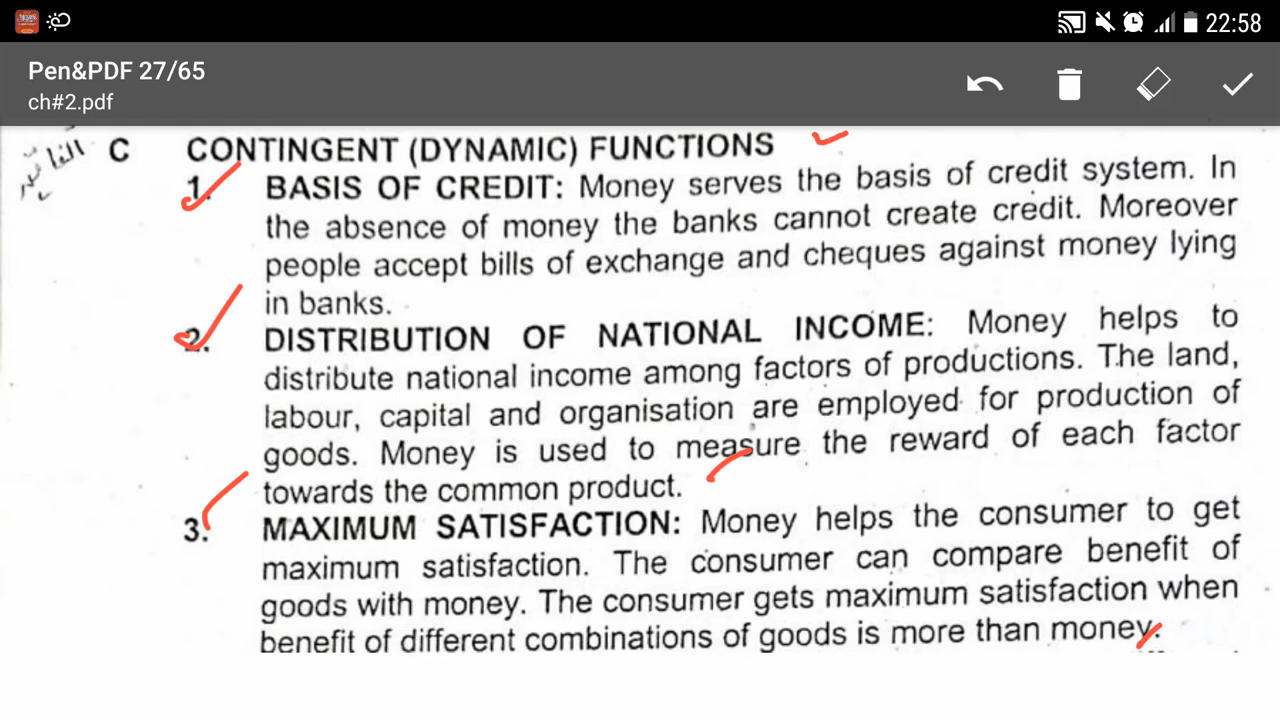 22:58
Pen&PDF 27/65
ch#2.pdf
C CONTINGENT (DYNAMIC) FUNCTIONS
1. BASIS OF CREDIT: Money serves the basis of credit system. In
the absence of money the banks cannot create credit. Moreover
people accept bills of exchange and cheques against money lying
in banks.
2. DISTRIBUTION OF NATIONAL INCOME: Money helps to
distribute national income among factors of productions. The land,
labour, capital and organisation are employed for production of
goods. Money is used to measure the reward of each factor
towards the common product.
3. MAXIMUM SATISFACTION: Money helps the consumer to get
maximum satisfaction. The consumer can compare benefit of
goods with money. The consumer gets maximum satisfaction when
benefit of different combinations of goods is more than money.